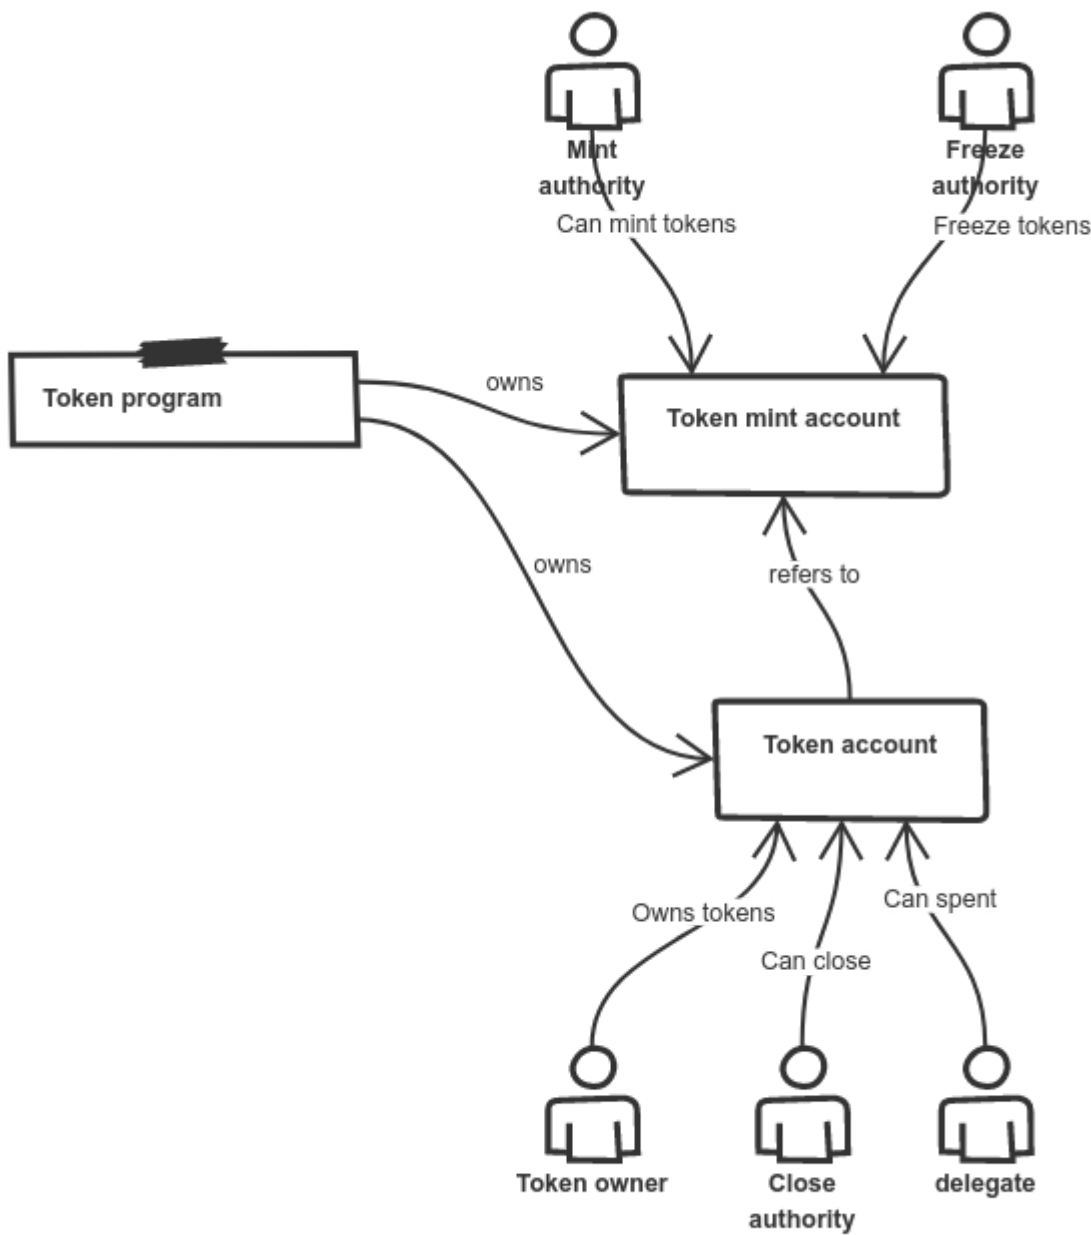 Mint
authority
Freeze
authority
Can mint tokens
Freeze tokens
owns
Token program
Token mint account
owns
refers to
Token account
Can spent
Owns tokens
Can close
Token owner
Close
authority
delegate